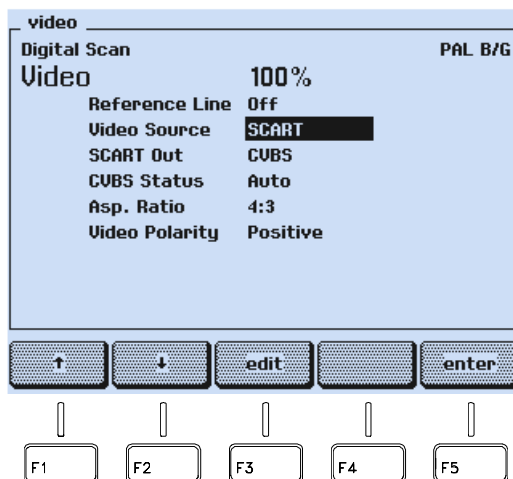 video
Digital Scan PAL B/G
Video 100%
Reference Line Off
Video Source SCART
SCART Out CVBS
CVBS Status Auto
Asp. Ratio 4:3
Video Polarity Positive
↑ ↓ edit enter
F1 F2 F3 F4 F5